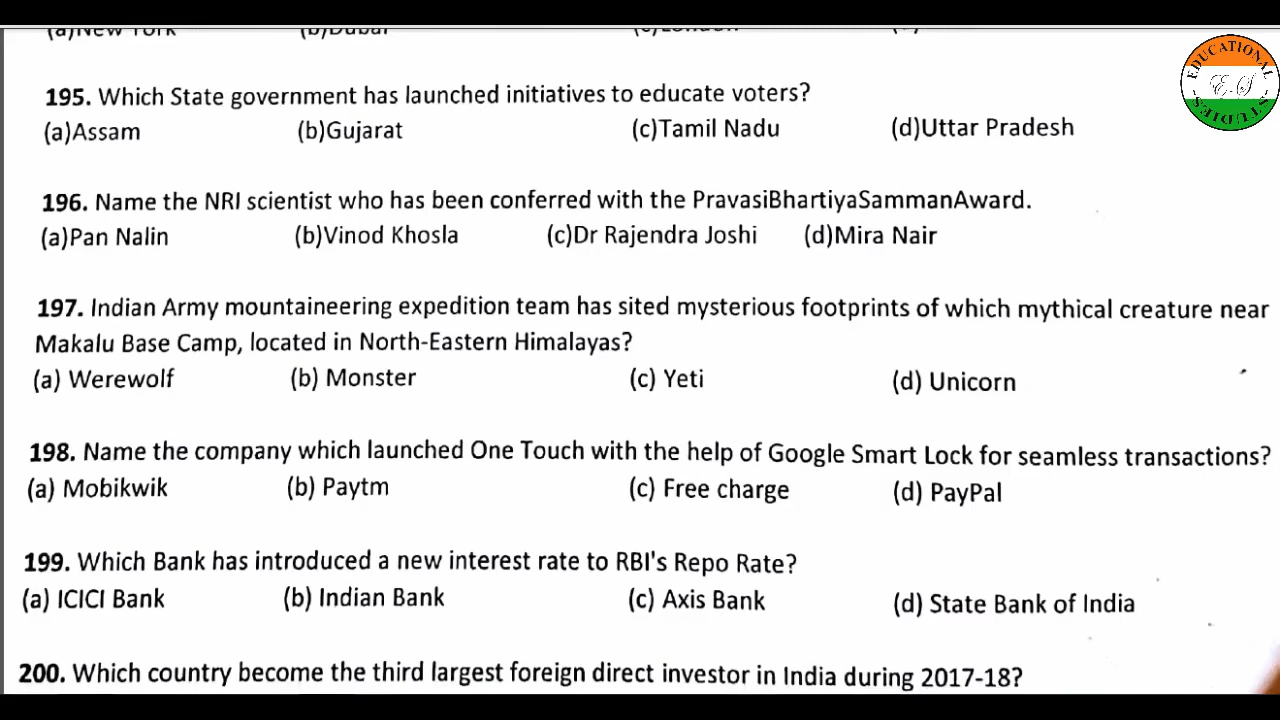 (a)New York (b)Dubai (c)London
195. Which State government has launched initiatives to educate voters?
(a)Assam (b)Gujarat (c)Tamil Nadu (d)Uttar Pradesh
196. Name the NRI scientist who has been conferred with the PravasiBhartiyaSammanAward.
(a)Pan Nalin (b)Vinod Khosla (c)Dr Rajendra Joshi (d)Mira Nair
197. Indian Army mountaineering expedition team has sited mysterious footprints of which mythical creature near
Makalu Base Camp, located in North-Eastern Himalayas?
(a) Werewolf (b) Monster (c) Yeti (d) Unicorn
198. Name the company which launched One Touch with the help of Google Smart Lock for seamless transactions?
(a) Mobikwik (b) Paytm (c) Free charge (d) PayPal
199. Which Bank has introduced a new interest rate to RBI's Repo Rate?
(a) ICICI Bank (b) Indian Bank (c) Axis Bank (d) State Bank of India
200. Which country become the third largest foreign direct investor in India during 2017-18?
EDUCATIONAL
E.S
STUDIES